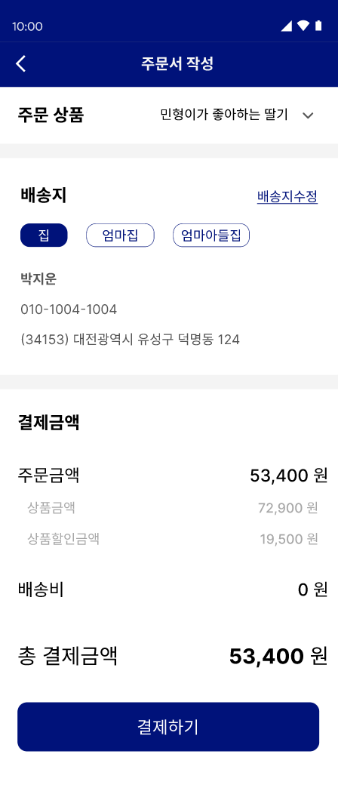 10:00
주문서 작성
주문 상품 민형이가 좋아하는 딸기
배송지 배송지수정
집 엄마집 엄마아들집
박지운
010-1004-1004
(34153) 대전광역시 유성구 덕명동 124
결제금액
주문금액 53,400 원
상품금액 72,900 원
상품할인금액 19,500 원
배송비 0 원
총 결제금액 53,400 원
결제하기